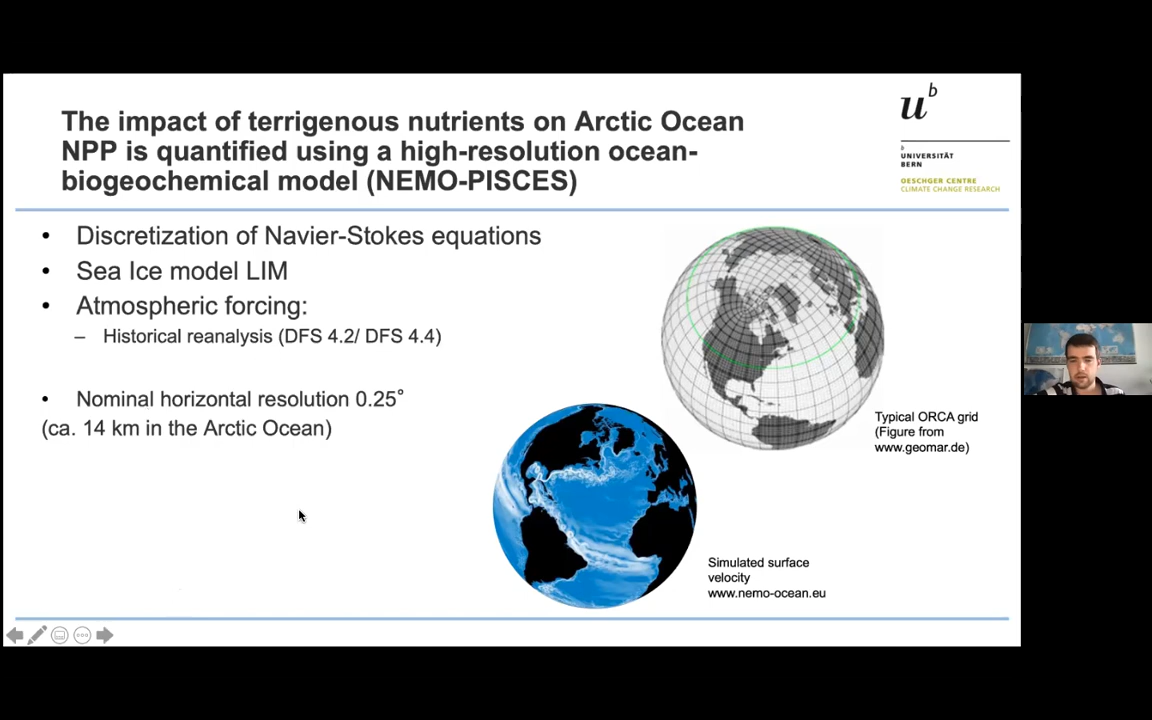 The impact of terrigenous nutrients on Arctic Ocean
NPP is quantified using a high-resolution ocean-
biogeochemical model (NEMO-PISCES)
u b
b
UNIVERSITÄT
BERN
OESCHGER CENTRE
CLIMATE CHANGE RESEARCH
• Discretization of Navier-Stokes equations
• Sea Ice model LIM
• Atmospheric forcing:
– Historical reanalysis (DFS 4.2/ DFS 4.4)
• Nominal horizontal resolution 0.25°
(ca. 14 km in the Arctic Ocean)
Typical ORCA grid
(Figure from
www.geomar.de)
Simulated surface
velocity
www.nemo-ocean.eu